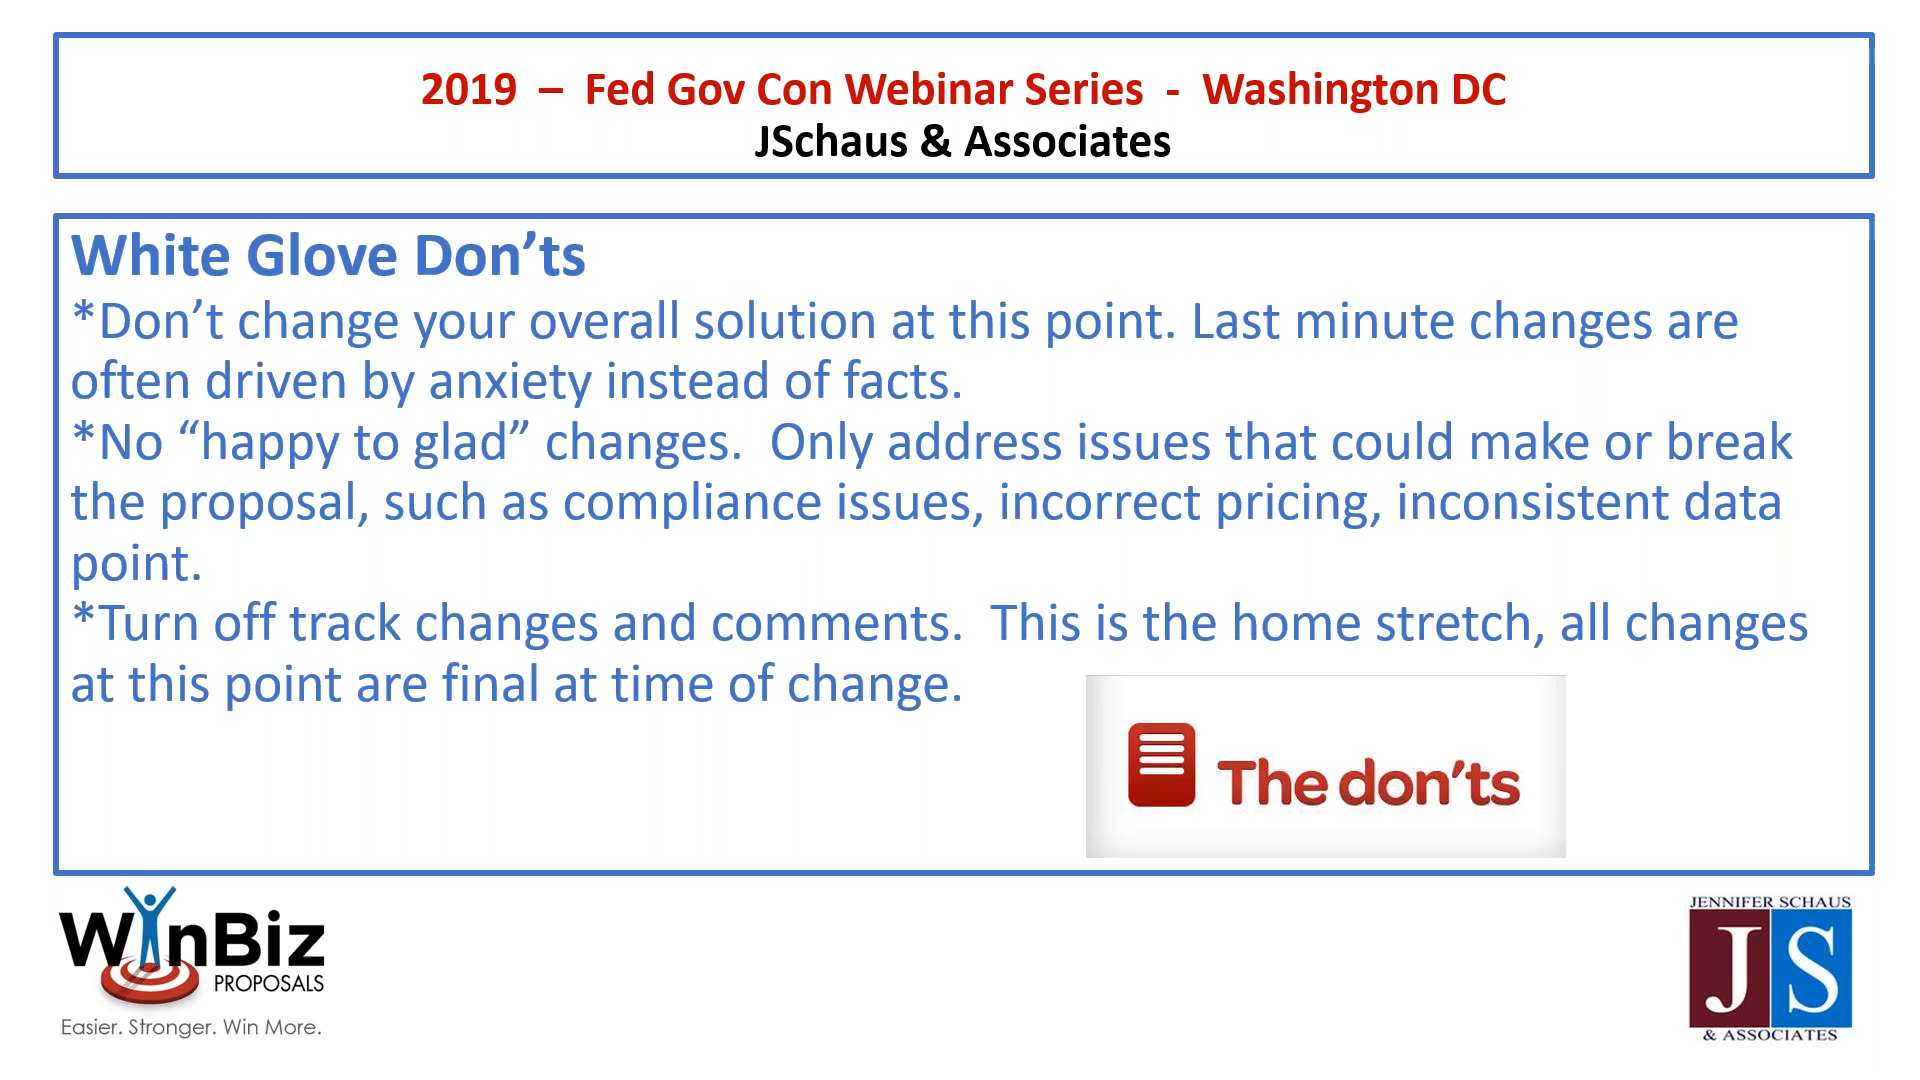 2019 – Fed Gov Con Webinar Series - Washington DC
JSchaus & Associates
White Glove Don’ts
*Don’t change your overall solution at this point. Last minute changes are
often driven by anxiety instead of facts.
*No “happy to glad” changes.  Only address issues that could make or break
the proposal, such as compliance issues, incorrect pricing, inconsistent data
point.
*Turn off track changes and comments.  This is the home stretch, all changes
at this point are final at time of change.
The don’ts
WinBiz
PROPOSALS
Easier. Stronger. Win More.
JENNIFER SCHAUS
JS
& ASSOCIATES